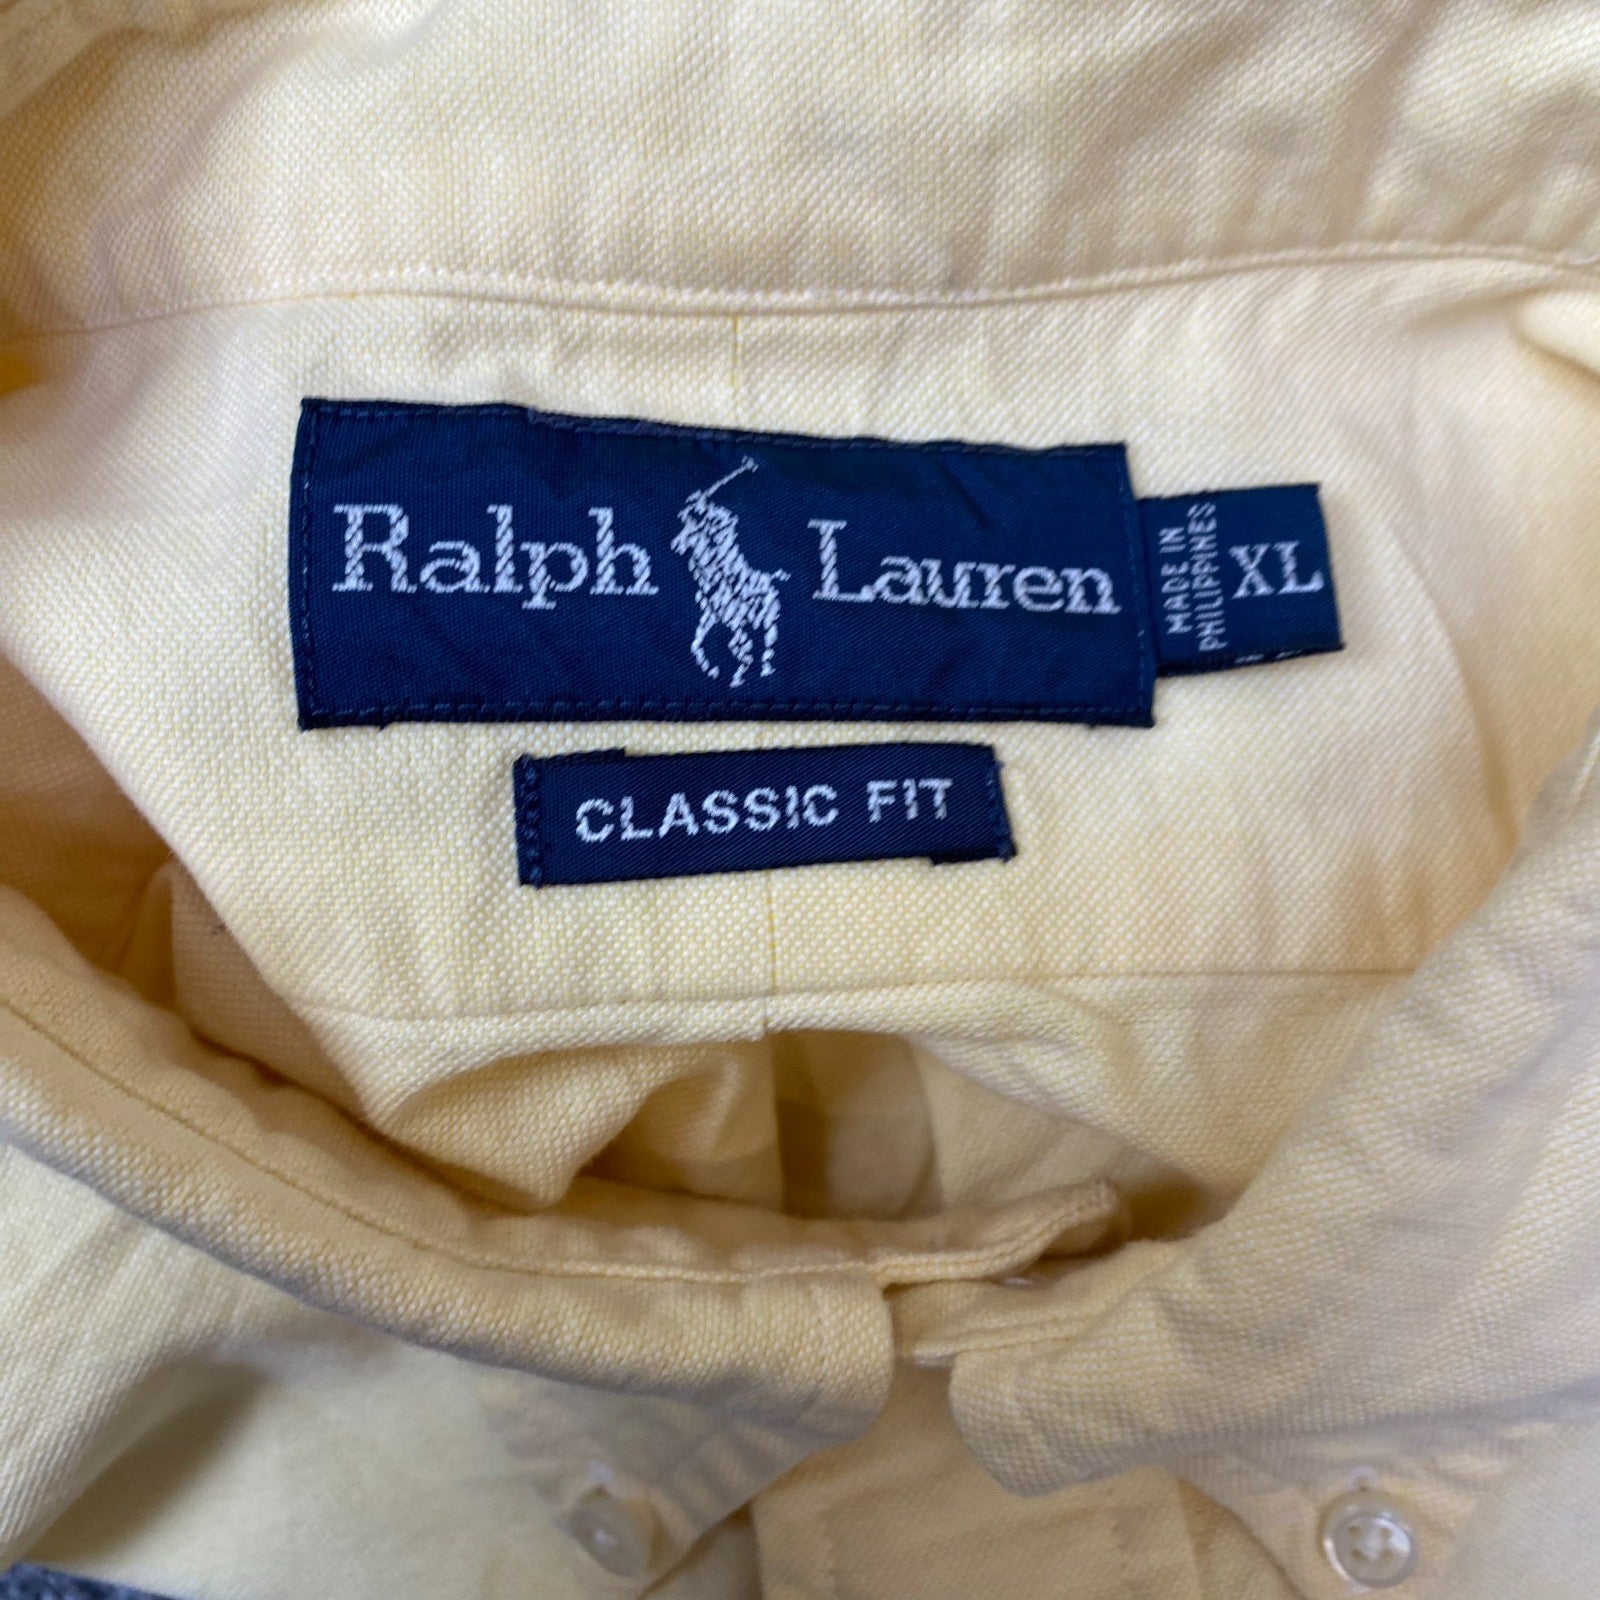 Ralph Lauren
MADE IN
PHILIPPINES
XL
CLASSIC FIT